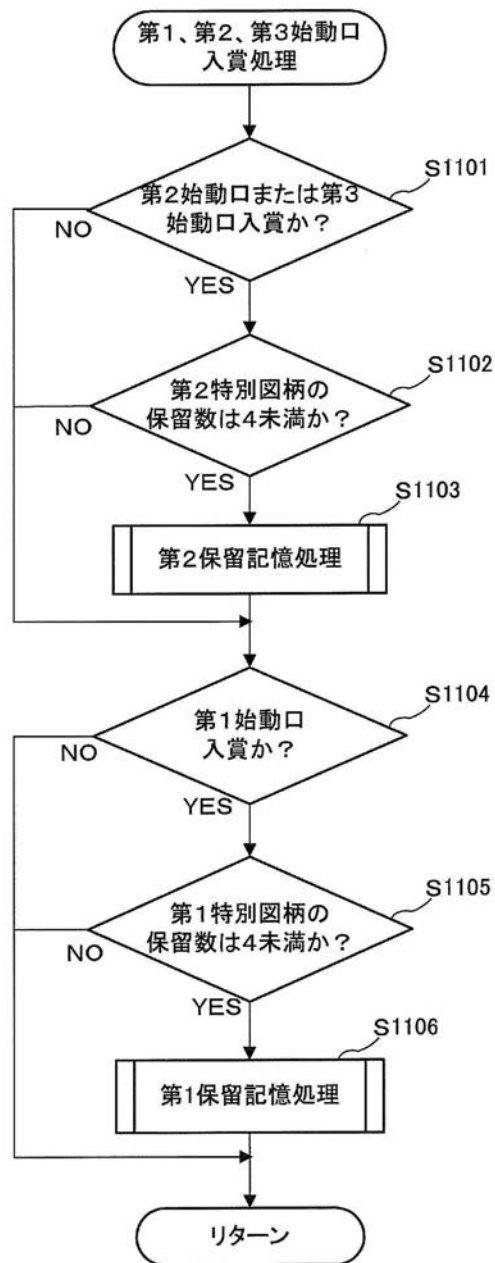 第1、第2、第3始動口
入賞処理
S1101
第2始動口または第3
始動口入賞か?
NO
YES
S1102
第2特別図柄の
保留数は4未満か?
NO
YES
S1103
第2保留記憶処理
S1104
第1始動口
入賞か?
NO
YES
S1105
第1特別図柄の
保留数は4未満か?
NO
YES
S1106
第1保留記憶処理
リターン